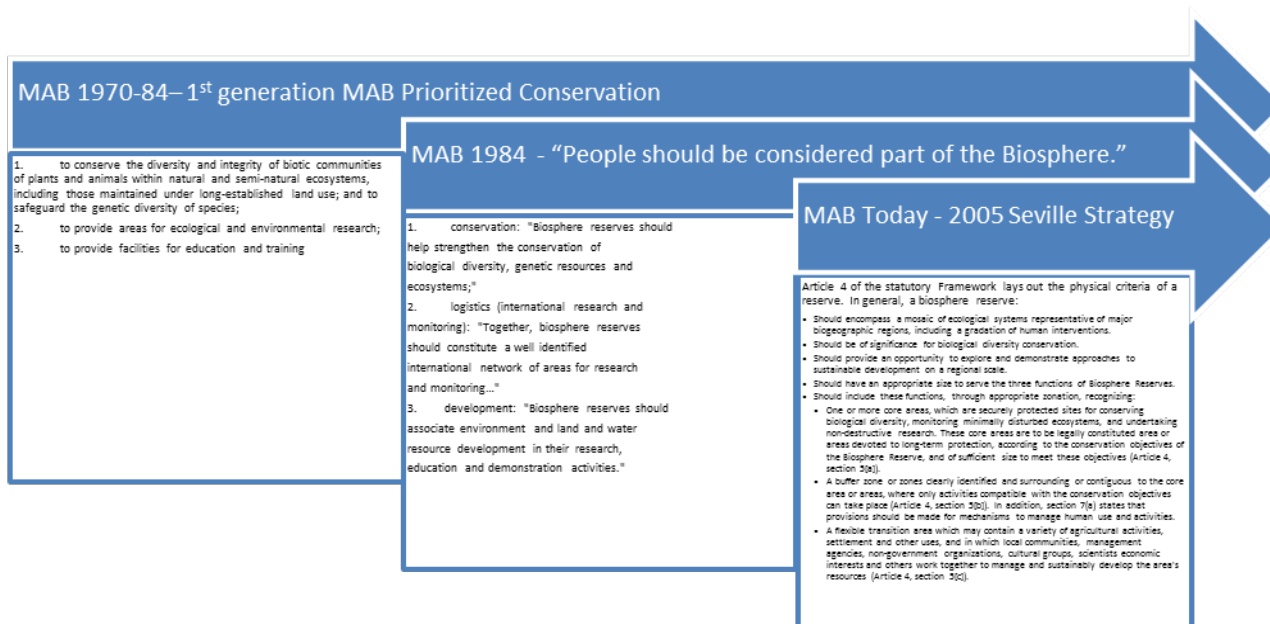 MAB 1970-84– 1st generation MAB Prioritized Conservation
1. to conserve the diversity and integrity of biotic communities
of plants and animals within natural and semi-natural ecosystems,
including those maintained under long-established land use; and to
safeguard the genetic diversity of species;
2. to provide areas for ecological and environmental research;
3. to provide facilities for education and training
MAB 1984 - “People should be considered part of the Biosphere.”
1. conservation: "Biosphere reserves should
help strengthen the conservation of
biological diversity, genetic resources and
ecosystems;"
2. logistics (international research and
monitoring): "Together, biosphere reserves
should constitute a well identified
international network of areas for research
and monitoring..."
3. development: "Biosphere reserves should
associate environment and land and water
resource development in their research,
education and demonstration activities."
MAB Today - 2005 Seville Strategy
Article 4 of the statutory Framework lays out the physical criteria of a
reserve. In general, a biosphere reserve:
• Should encompass a mosaic of ecological systems representative of major
biogeographic regions, including a gradation of human interventions.
• Should be of significance for biological diversity conservation.
• Should provide an opportunity to explore and demonstrate approaches to
sustainable development on a regional scale.
• Should have an appropriate size to serve the three functions of Biosphere Reserves.
• Should include these functions, through appropriate zonation, recognizing:
• One or more core areas, which are securely protected sites for conserving
biological diversity, monitoring minimally disturbed ecosystems, and undertaking
non-destructive research. These core areas are to be legally constituted area or
areas devoted to long-term protection, according to the conservation objectives of
the Biosphere Reserve, and of sufficient size to meet these objectives (Article 4,
section 5(a)).
• A buffer zone or zones clearly identified and surrounding or contiguous to the core
area or areas, where only activities compatible with the conservation objectives
can take place (Article 4, section 5(b)). In addition, section 7(a) states that
provisions should be made for mechanisms to manage human use and activities.
• A flexible transition area which may contain a variety of agricultural activities,
settlement and other uses, and in which local communities, management
agencies, non-government organizations, cultural groups, scientists economic
interests and others work together to manage and sustainably develop the area's
resources (Article 4, section 5(c)).